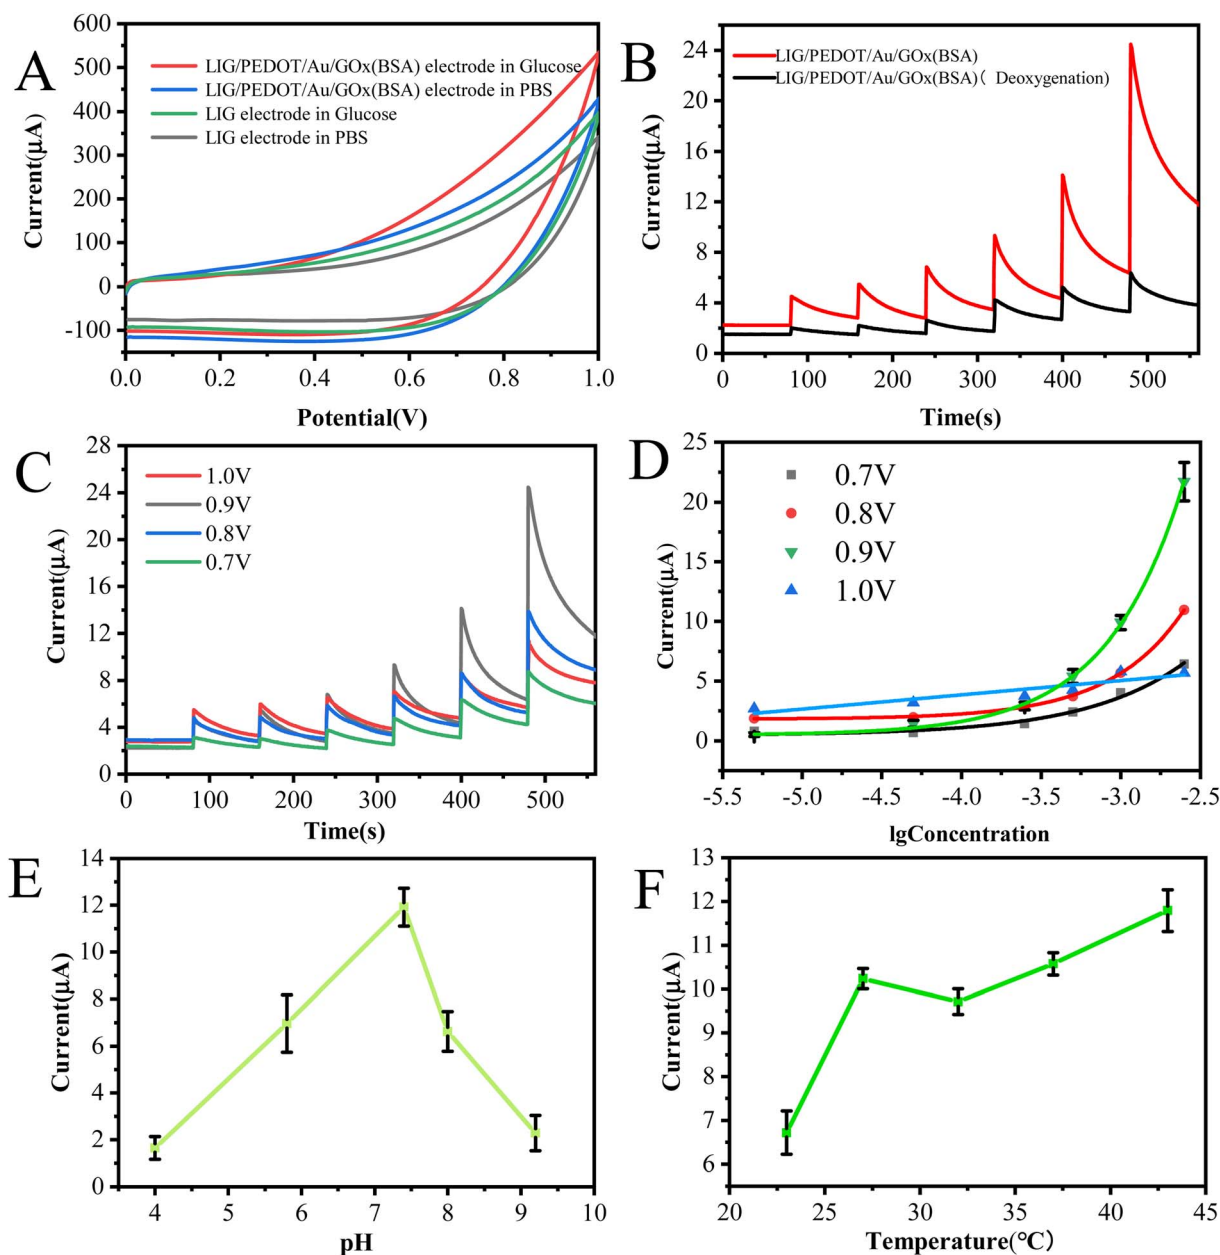 A
600
500
400
300
200
100
0
-100
Current(μA)
LIG/PEDOT/Au/GOx(BSA) electrode in Glucose
LIG/PEDOT/Au/GOx(BSA) electrode in PBS
LIG electrode in Glucose
LIG electrode in PBS
0.0 0.2 0.4 0.6 0.8 1.0
Potential(V)
B
24
20
16
12
8
4
0
Current(μA)
LIG/PEDOT/Au/GOx(BSA)
LIG/PEDOT/Au/GOx(BSA)( Deoxygenation)
0 100 200 300 400 500
Time(s)
C
28
24
20
16
12
8
4
0
Current(μA)
1.0V
0.9V
0.8V
0.7V
0 100 200 300 400 500
Time(s)
D
25
20
15
10
5
0
Current(μA)
0.7V
0.8V
0.9V
1.0V
-5.5 -5.0 -4.5 -4.0 -3.5 -3.0 -2.5
lgConcentration
E
14
12
10
8
6
4
2
0
Current(μA)
4 5 6 7 8 9 10
pH
F
13
12
11
10
9
8
7
6
Current(μA)
20 25 30 35 40 45
Temperature(℃)